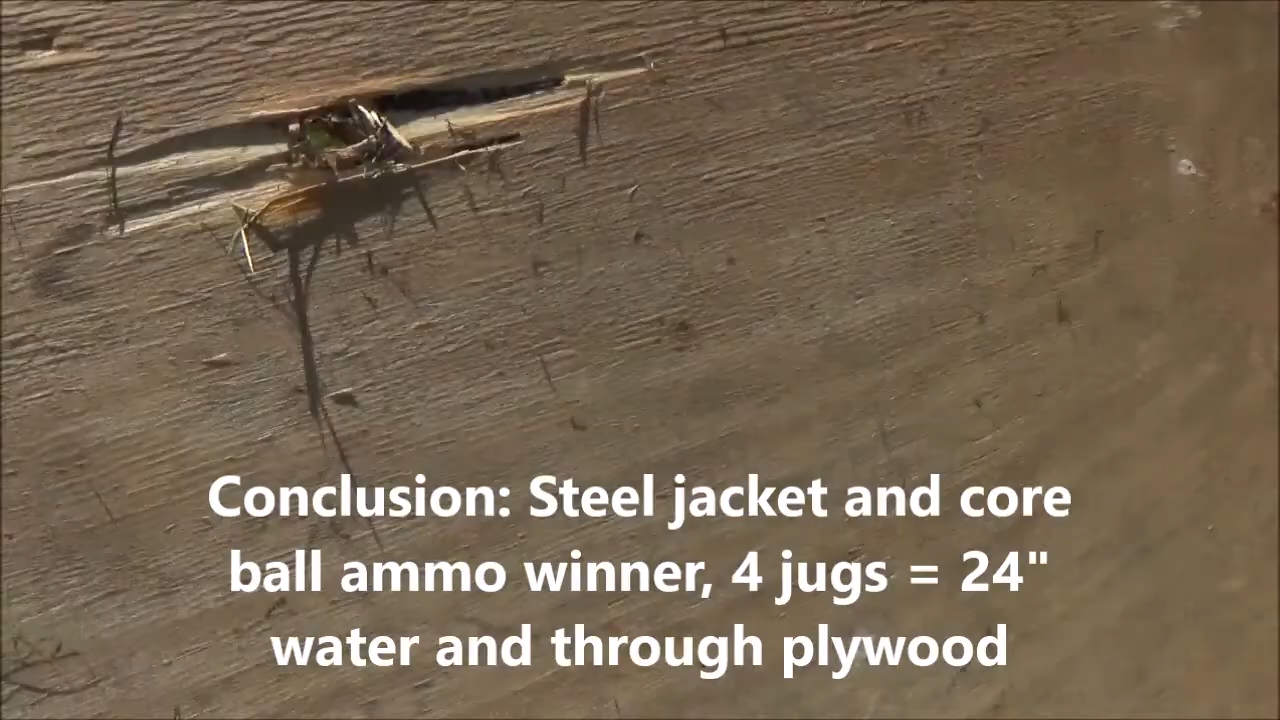 Conclusion: Steel jacket and core
ball ammo winner, 4 jugs = 24"
water and through plywood